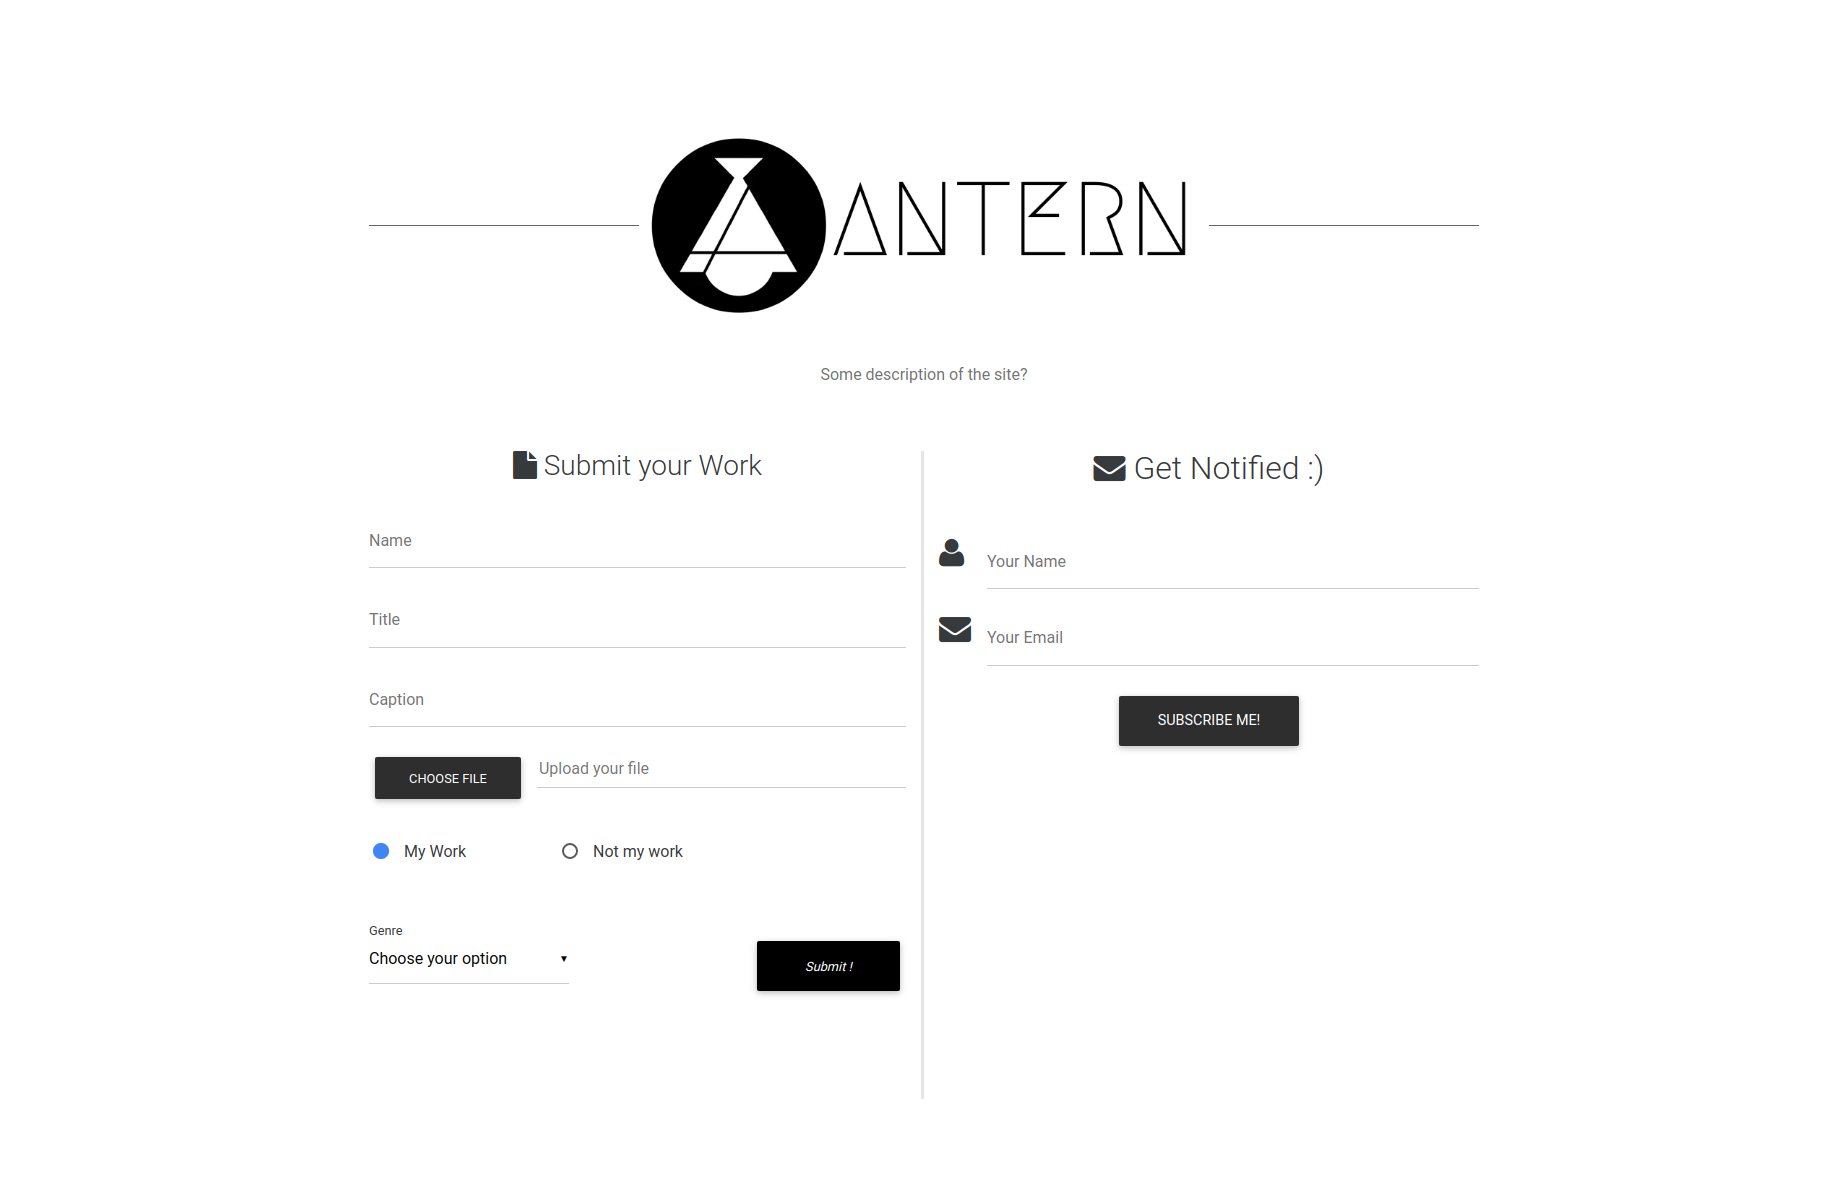 ANTERN
Some description of the site?
Submit your Work
Name
Title
Caption
CHOOSE FILE
Upload your file
My Work
Not my work
Genre
Choose your option
Submit !
Get Notified :)
Your Name
Your Email
SUBSCRIBE ME!